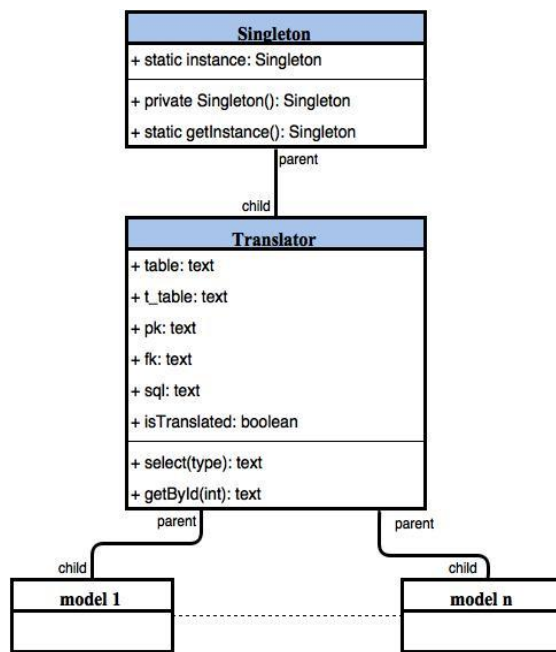 Singleton
+ static instance: Singleton
+ private Singleton(): Singleton
+ static getInstance(): Singleton
parent
child
Translator
+ table: text
+ t_table: text
+ pk: text
+ fk: text
+ sql: text
+ isTranslated: boolean
+ select(type): text
+ getById(int): text
parent
parent
child
child
model 1
model n